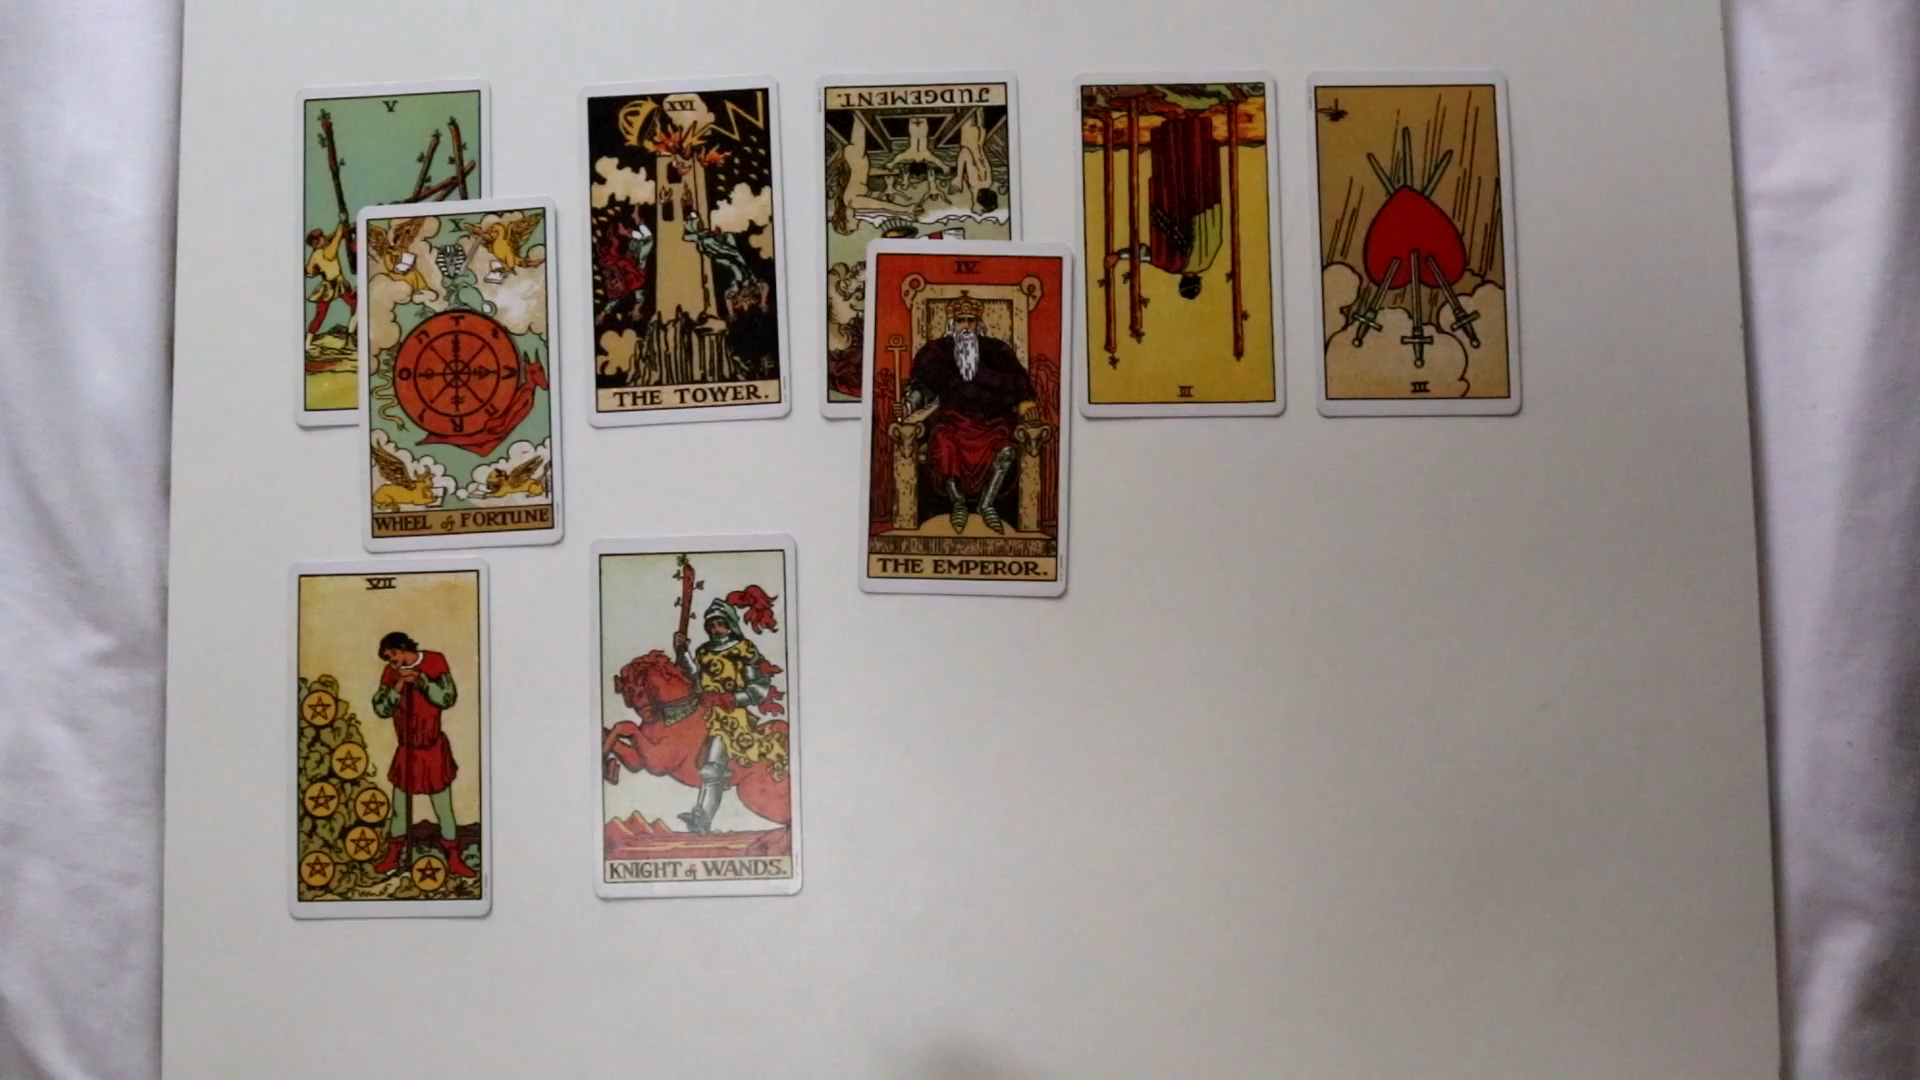 V
XVI
JUDGEMENT.
X
T A R O
IV
THE TOWER.
III
III
WHEEL of FORTUNE
THE EMPEROR.
VII
KNIGHT of WANDS.